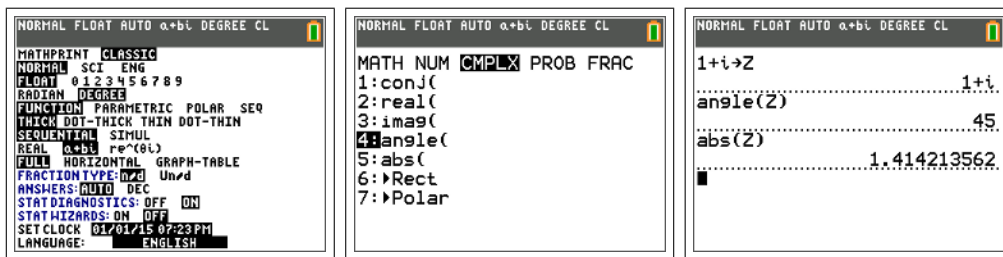 NORMAL FLOAT AUTO a+bi DEGREE CL
MATHPRINT CLASSIC
NORMAL SCI ENG
FLOAT 0 1 2 3 4 5 6 7 8 9
RADIAN DEGREE
FUNCTION PARAMETRIC POLAR SEQ
THICK DOT-THICK THIN DOT-THIN
SEQUENTIAL SIMUL
REAL a+bi re^(θi)
FULL HORIZONTAL GRAPH-TABLE
FRACTION TYPE: n/d Un/d
ANSWERS: AUTO DEC
STAT DIAGNOSTICS: OFF ON
STAT WIZARDS: ON OFF
SET CLOCK 01/01/15 07:23 PM
LANGUAGE: ENGLISH
NORMAL FLOAT AUTO a+bi DEGREE CL
MATH NUM CMPLX PROB FRAC
1:conj(
2:real(
3:imag(
4:angle(
5:abs(
6:▶Rect
7:▶Polar
NORMAL FLOAT AUTO a+bi DEGREE CL
1+i→Z
1+i
angle(Z)
45
abs(Z)
1.414213562